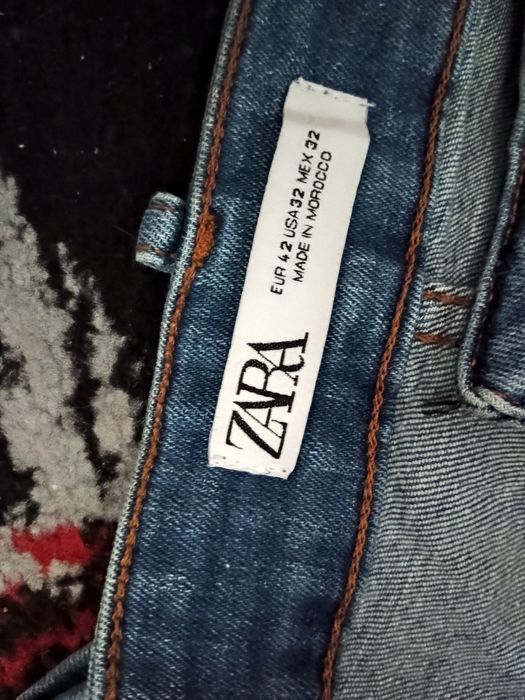 ZARA
EUR 42 USA 32 MEX 32
MADE IN MOROCCO